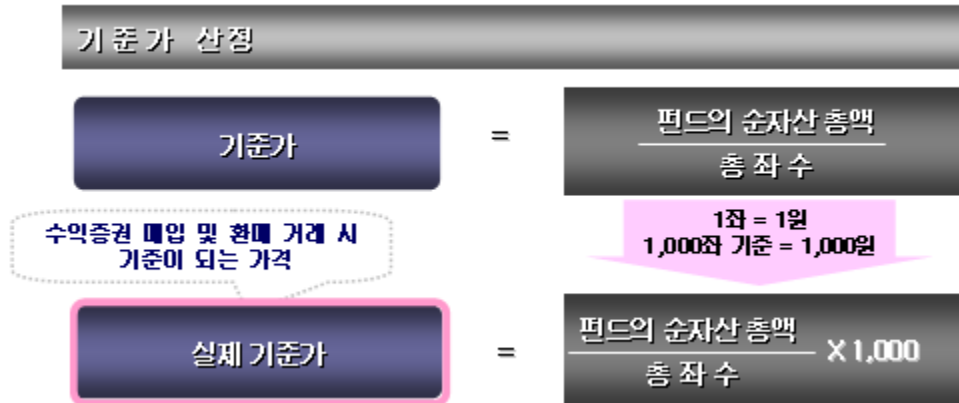 기 준 가 산 정
기준가
=
펀드의 순자산 총액
총 좌 수
수익증권 매입 및 환매 거래 시
기준이 되는 가격
1좌 = 1원
1,000좌 기준 = 1,000원
실제 기준가
=
펀드의 순자산 총액
총 좌 수
X 1,000